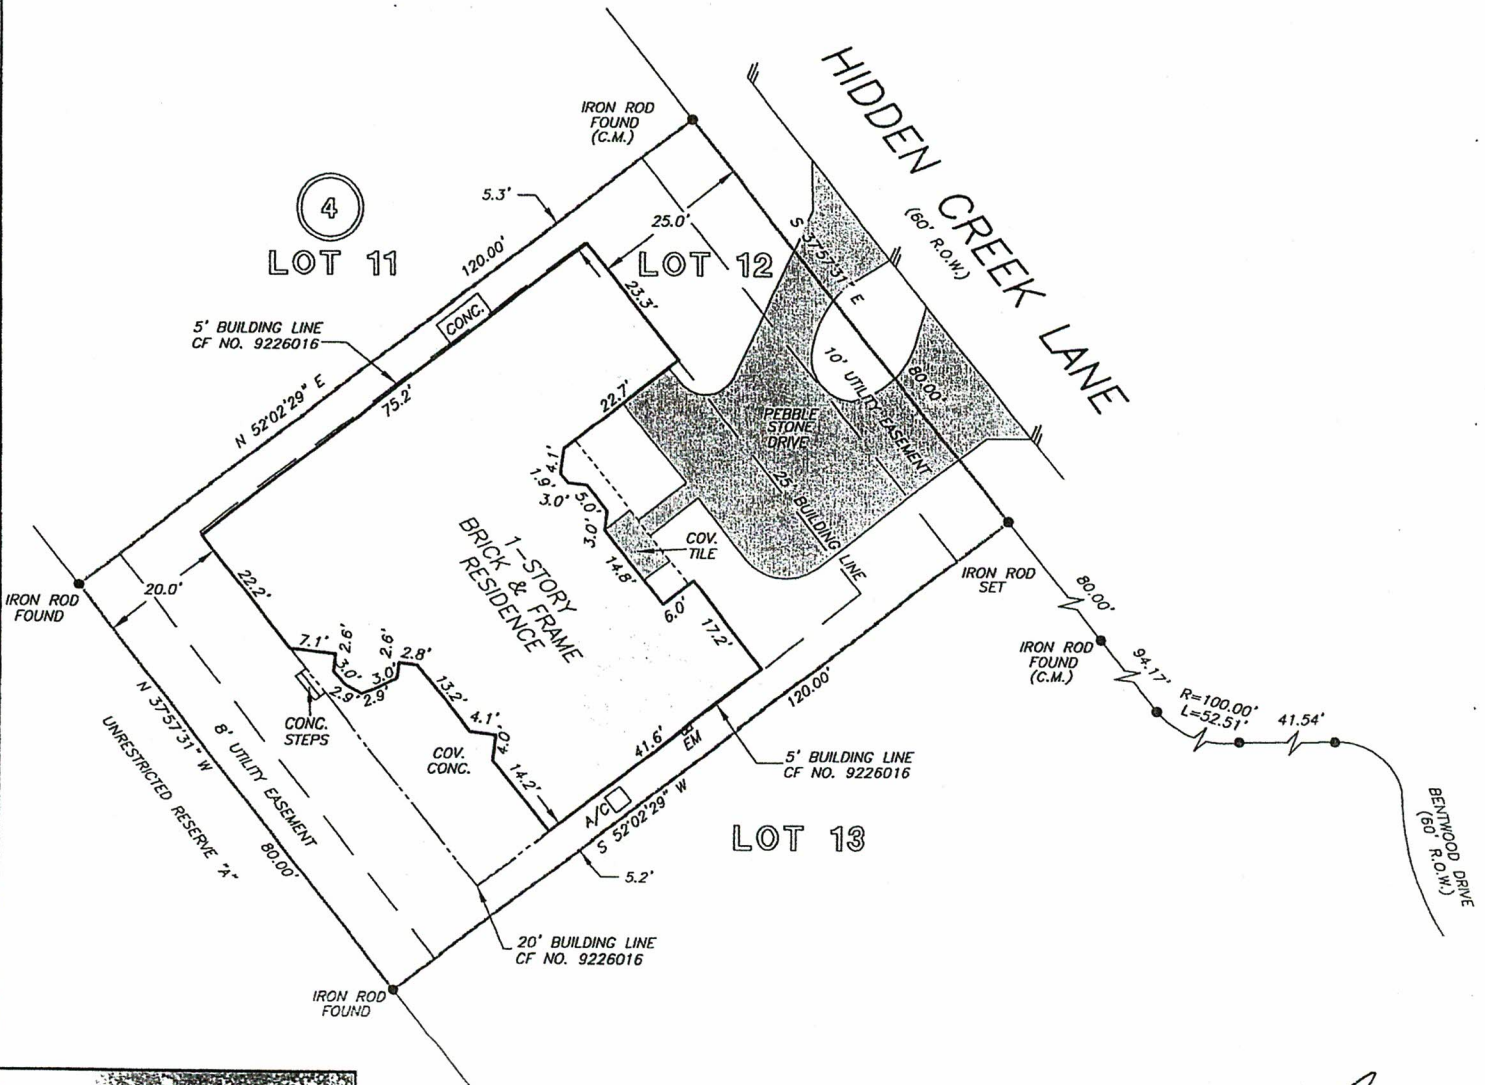 HIDDEN CREEK LANE
(60' R.O.W.)
IRON ROD
FOUND
(C.M.)
4
LOT 11
5.3'
120.00'
25.0'
LOT 12
S 37°57'31" E
23.3'
CONC.
5' BUILDING LINE
CF NO. 9226016
75.2'
N 52°02'29" E
10' UTILITY EASEMENT
80.00'
22.7'
PEBBLE
STONE
DRIVE
25' BUILDING LINE
4.1'
1.9'
3.0'
5.0'
3.0'
COV.
TILE
14.8'
6.0'
17.2'
1-STORY
BRICK & FRAME
RESIDENCE
IRON ROD
SET
80.00'
IRON ROD
FOUND
(C.M.)
94.17'
R=100.00'
L=52.51'
41.54'
BENTWOOD DRIVE
(60' R.O.W.)
IRON ROD
FOUND
20.0'
22.2'
7.1'
2.6'
2.6'
2.8'
3.0'
3.0'
2.9'
2.9'
CONC.
STEPS
13.2'
4.1'
4.0'
COV.
CONC.
14.2'
41.6'
EM
A/C
120.00'
5' BUILDING LINE
CF NO. 9226016
S 52°02'29" W
LOT 13
5.2'
N 37°57'31" W
UNRESTRICTED RESERVE "A"
8' UTILITY EASEMENT
80.00'
20' BUILDING LINE
CF NO. 9226016
IRON ROD
FOUND